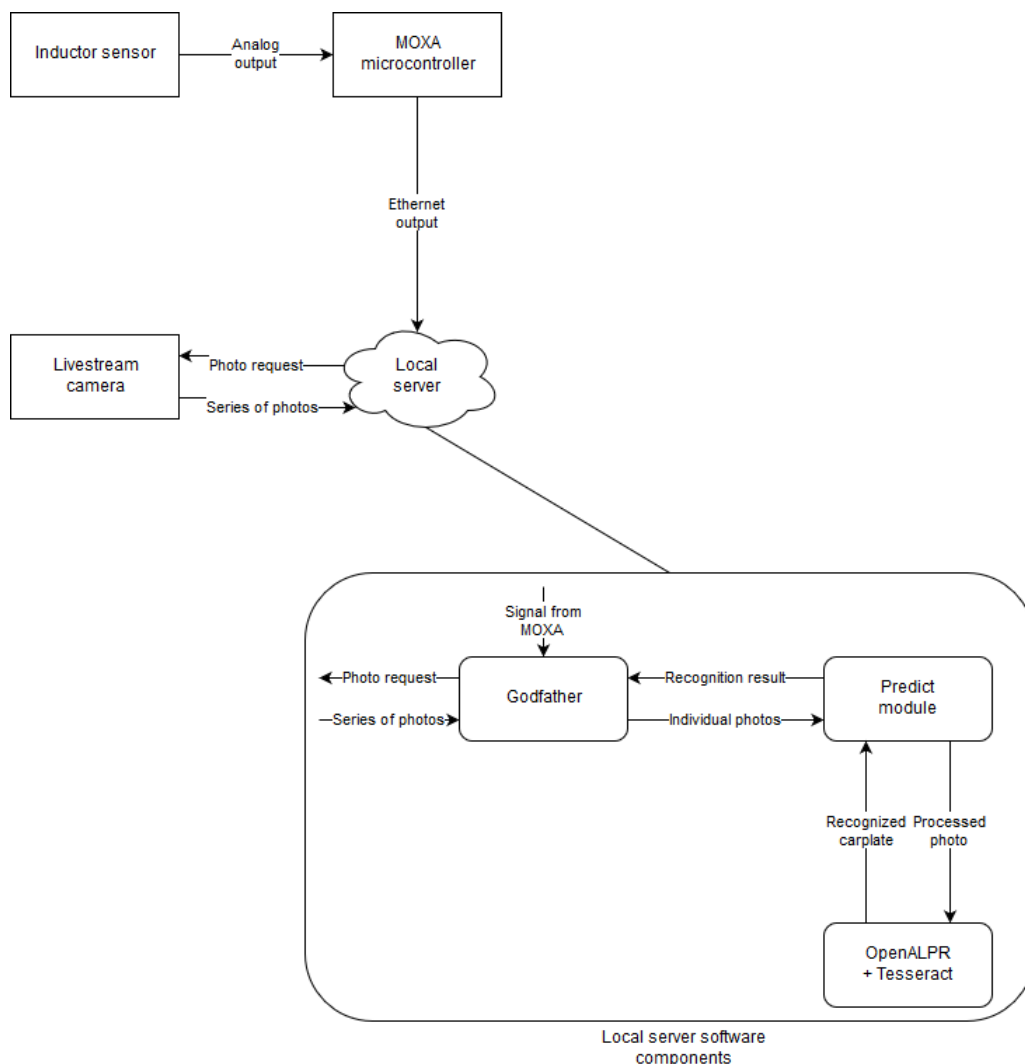 Inductor sensor
Analog
output
MOXA
microcontroller
Ethernet
output
Livestream
camera
Photo request
Series of photos
Local
server
Signal from
MOXA
Photo request
Series of photos
Godfather
Recognition result
Individual photos
Predict
module
Recognized
carplate
Processed
photo
OpenALPR
+ Tesseract
Local server software
components